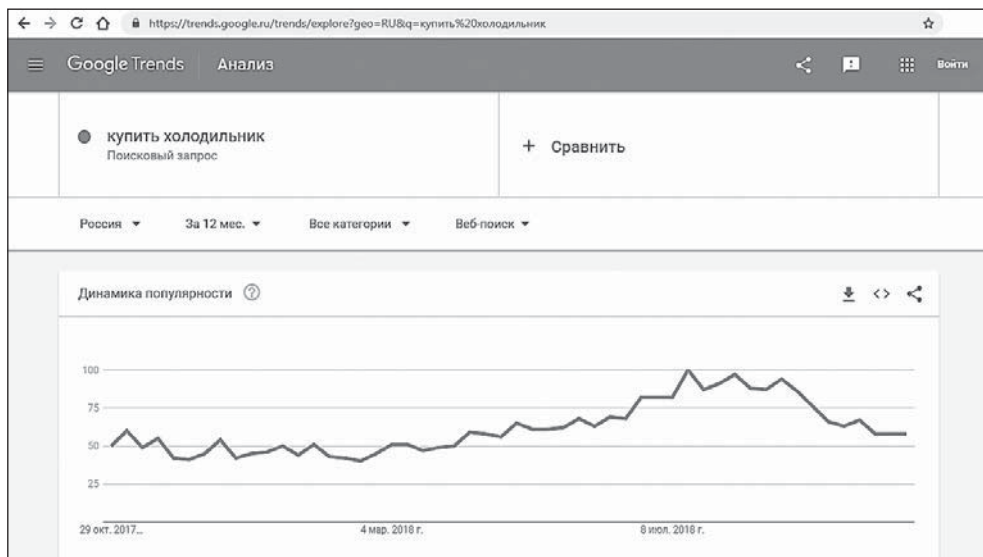 https://trends.google.ru/trends/explore?geo=RU&q=купить%20холодильник
Google Trends Анализ Войти
купить холодильник
Поисковый запрос
+ Сравнить
Россия За 12 мес. Все категории Веб-поиск
Динамика популярности ?
100
75
50
25
29 окт. 2017... 4 мар. 2018 г. 8 июл. 2018 г.